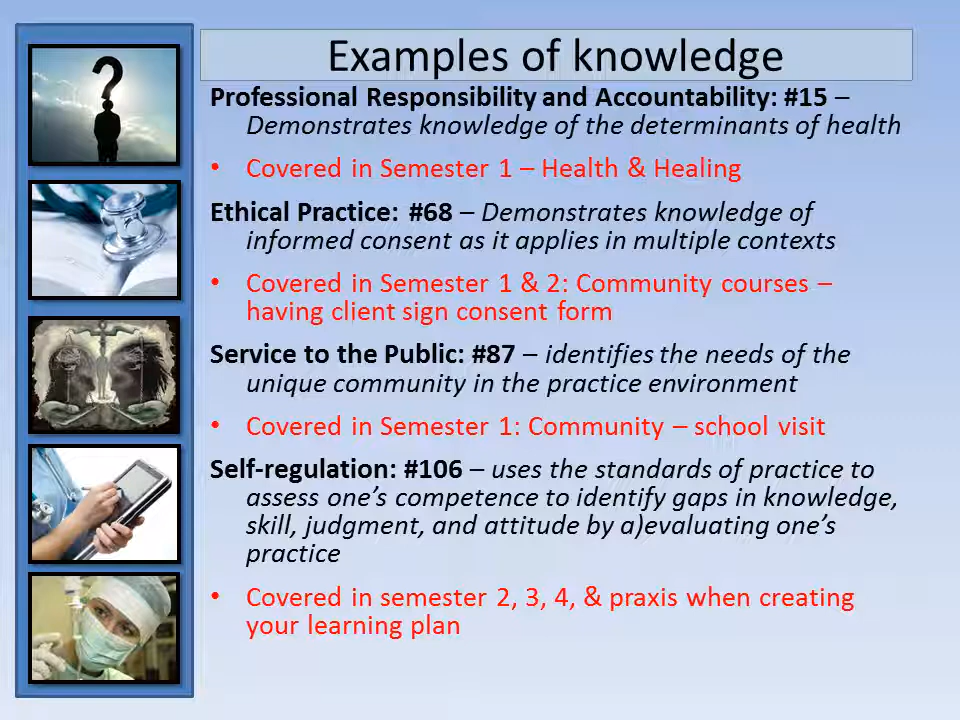 Examples of knowledge
Professional Responsibility and Accountability: #15 –
Demonstrates knowledge of the determinants of health
• Covered in Semester 1 – Health & Healing
Ethical Practice: #68 – Demonstrates knowledge of
informed consent as it applies in multiple contexts
• Covered in Semester 1 & 2: Community courses –
having client sign consent form
Service to the Public: #87 – identifies the needs of the
unique community in the practice environment
• Covered in Semester 1: Community – school visit
Self-regulation: #106 – uses the standards of practice to
assess one’s competence to identify gaps in knowledge,
skill, judgment, and attitude by a)evaluating one’s
practice
• Covered in semester 2, 3, 4, & praxis when creating
your learning plan